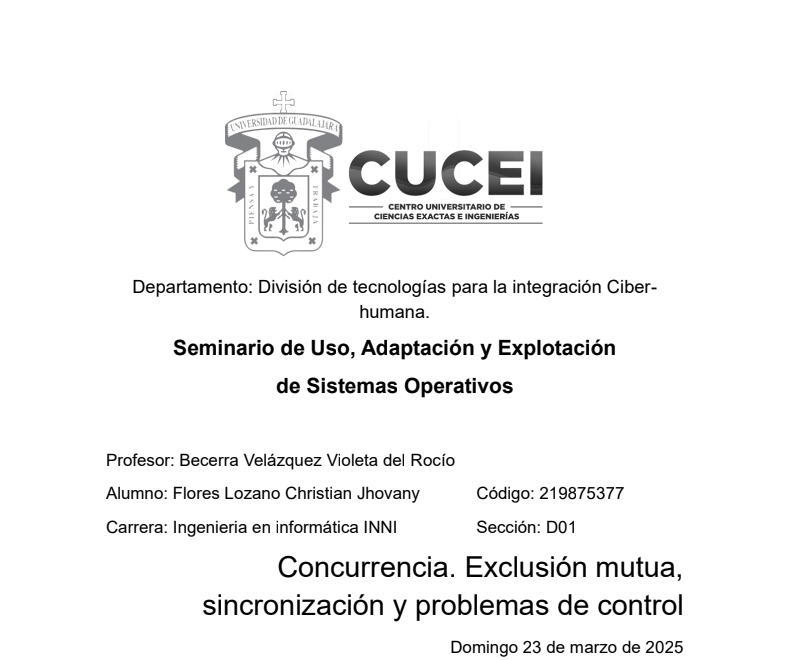 UNIVERSIDAD DE GUADALAJARA
PIENSA Y
TRABAJA
CUCEI
CENTRO UNIVERSITARIO DE
CIENCIAS EXACTAS E INGENIERÍAS
Departamento: División de tecnologías para la integración Ciber-
humana.
Seminario de Uso, Adaptación y Explotación
de Sistemas Operativos
Profesor: Becerra Velázquez Violeta del Rocío
Alumno: Flores Lozano Christian Jhovany Código: 219875377
Carrera: Ingenieria en informática INNI Sección: D01
Concurrencia. Exclusión mutua,
sincronización y problemas de control
Domingo 23 de marzo de 2025